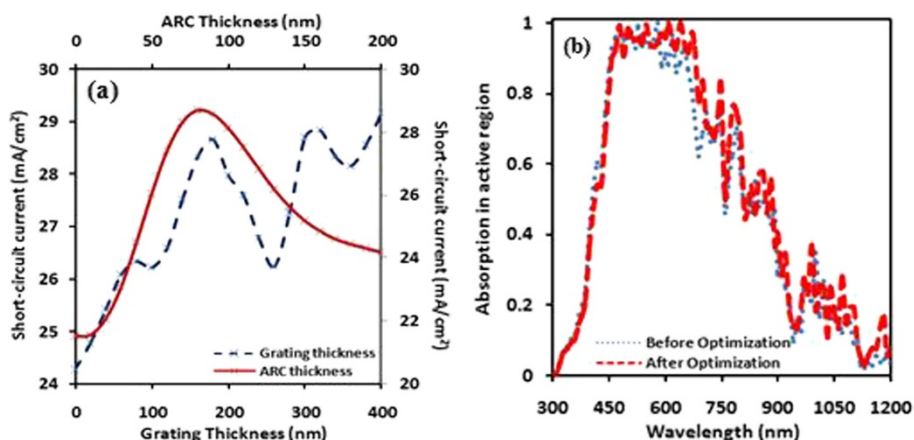 ARC Thickness (nm)
0 50 100 150 200
(a)
30
29
28
27
26
25
24
Short-circuit current (mA/cm²)
30
28
26
24
22
20
Short-circuit current (mA/cm²)
Grating thickness
ARC thickness
0 100 200 300 400
Grating Thickness (nm)
(b)
1
0.8
0.6
0.4
0.2
0
Absorption in active region
Before Optimization
After Optimization
300 450 600 750 900 1050 1200
Wavelength (nm)